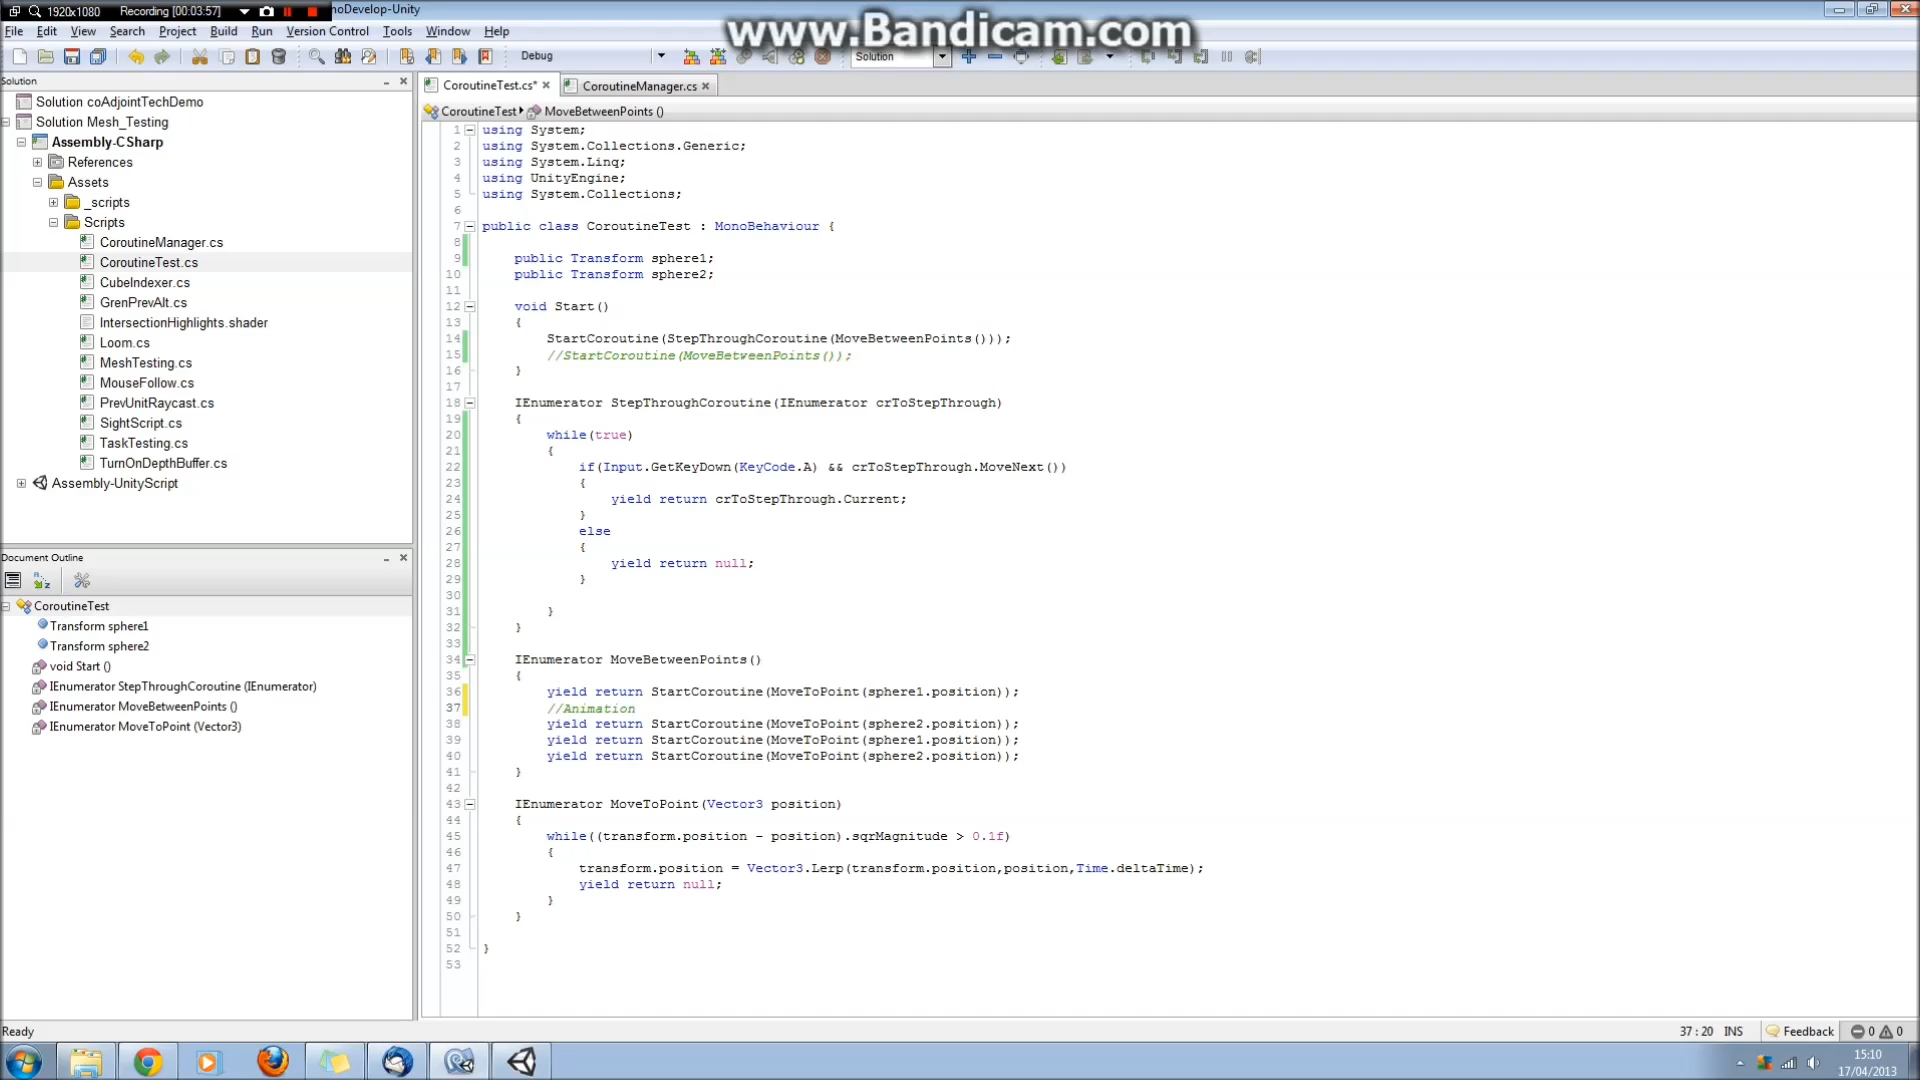 1920x1080 Recording [00:03:57] noDevelop-Unity
www.Bandicam.com
File Edit View Search Project Build Run Version Control Tools Window Help
Debug Solution
Solution
CoroutineTest.cs* CoroutineManager.cs
CoroutineTest MoveBetweenPoints ()
Solution coAdjointTechDemo
Solution Mesh_Testing
Assembly-CSharp
References
Assets
_scripts
Scripts
CoroutineManager.cs
CoroutineTest.cs
CubeIndexer.cs
GrenPrevAlt.cs
IntersectionHighlights.shader
Loom.cs
MeshTesting.cs
MouseFollow.cs
PrevUnitRaycast.cs
SightScript.cs
TaskTesting.cs
TurnOnDepthBuffer.cs
Assembly-UnityScript
Document Outline
CoroutineTest
Transform sphere1
Transform sphere2
void Start ()
IEnumerator StepThroughCoroutine (IEnumerator)
IEnumerator MoveBetweenPoints ()
IEnumerator MoveToPoint (Vector3)
1 using System;
2 using System.Collections.Generic;
3 using System.Linq;
4 using UnityEngine;
5 using System.Collections;
6
7 public class CoroutineTest : MonoBehaviour {
8
9 public Transform sphere1;
10 public Transform sphere2;
11
12 void Start()
13 {
14 StartCoroutine(StepThroughCoroutine(MoveBetweenPoints()));
15 //StartCoroutine(MoveBetweenPoints());
16 }
17
18 IEnumerator StepThroughCoroutine(IEnumerator crToStepThrough)
19 {
20 while(true)
21 {
22 if(Input.GetKeyDown(KeyCode.A) && crToStepThrough.MoveNext())
23 {
24 yield return crToStepThrough.Current;
25 }
26 else
27 {
28 yield return null;
29 }
30
31 }
32 }
33
34 IEnumerator MoveBetweenPoints()
35 {
36 yield return StartCoroutine(MoveToPoint(sphere1.position));
37 //Animation
38 yield return StartCoroutine(MoveToPoint(sphere2.position));
39 yield return StartCoroutine(MoveToPoint(sphere1.position));
40 yield return StartCoroutine(MoveToPoint(sphere2.position));
41 }
42
43 IEnumerator MoveToPoint(Vector3 position)
44 {
45 while((transform.position - position).sqrMagnitude > 0.1f)
46 {
47 transform.position = Vector3.Lerp(transform.position,position,Time.deltaTime);
48 yield return null;
49 }
50 }
51
52 }
53
Ready
37 : 20 INS Feedback 0 0
15:10
17/04/2013